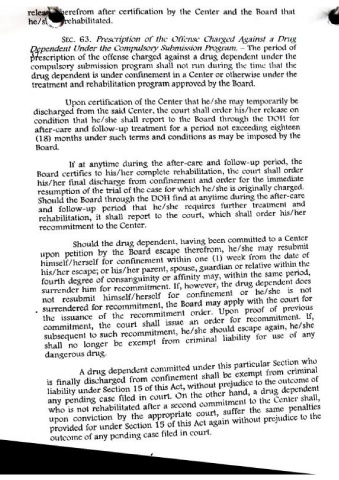 releas herefrom after certification by the Center and the Board that
he/s rehabilitated.
SEC. 63. Prescription of the Offense Charged Against a Drug
Dependent Under the Compulsory Submission Program. – The period of
prescription of the offense charged against a drug dependent under the
compulsory submission program shall not run during the time that the
drug dependent is under confinement in a Center or otherwise under the
treatment and rehabilitation program approved by the Board.
Upon certification of the Center that he/she may temporarily be
discharged from the said Center, the court shall order his/her release on
condition that he/she shall report to the Board through the DOH for
after-care and follow-up treatment for a period not exceeding eighteen
(18) months under such terms and conditions as may be imposed by the
Board.
If at anytime during the after-care and follow-up period, the
Board certifies to his/her complete rehabilitation, the court shall order
his/her final discharge from confinement and order for the immediate
resumption of the trial of the case for which he/she is originally charged.
Should the Board through the DOH find at anytime during the after-care
and follow-up period that he/she requires further treatment and
rehabilitation, it shall report to the court, which shall order his/her
recommitment to the Center.
Should the drug dependent, having been committed to a Center
upon petition by the Board escape therefrom, he/she may resubmit
himself/herself for confinement within one (1) week from the date of
his/her escape; or his/her parent, spouse, guardian or relative within the
fourth degree of consanguinity or affinity may, within the same period,
surrender him for recommitment. If, however, the drug dependent does
not resubmit himself/herself for confinement or he/she is not
surrendered for recommitment, the Board may apply with the court for
the issuance of the recommitment order. Upon proof of previous
commitment, the court shall issue an order for recommitment. If,
subsequent to such recommitment, he/she should escape again, he/she
shall no longer be exempt from criminal liability for use of any
dangerous drug.
A drug dependent committed under this particular Section who
is finally discharged from confinement shall be exempt from criminal
liability under Section 15 of this Act, without prejudice to the outcome of
any pending case filed in court. On the other hand, a drug dependent
who is not rehabilitated after a second commitment to the Center shall,
upon conviction by the appropriate court, suffer the same penalties
provided for under Section 15 of this Act again without prejudice to the
outcome of any pending case filed in court.